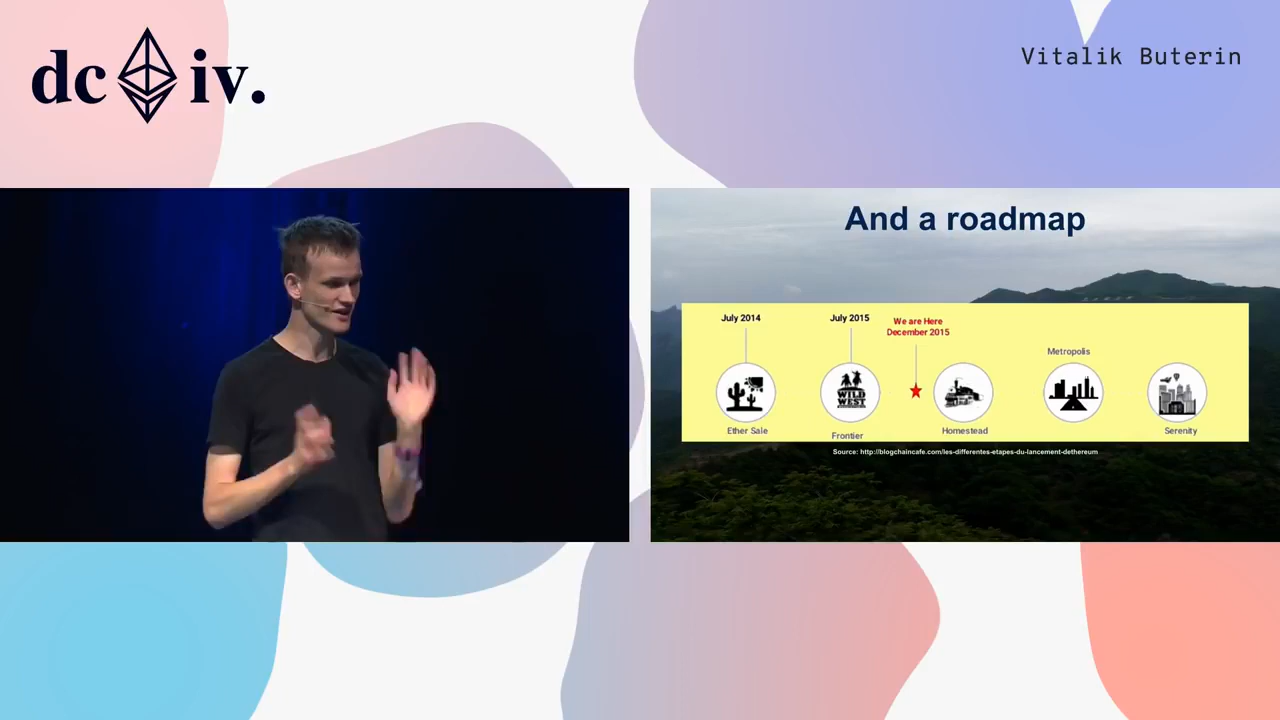 dc iv.
Vitalik Buterin
And a roadmap
July 2014
July 2015
We are Here
December 2015
Metropolis
WILD
WEST
Ether Sale
Frontier
Homestead
Serenity
Source: http://blogchaincafe.com/les-differentes-etapes-du-lancement-dethereum